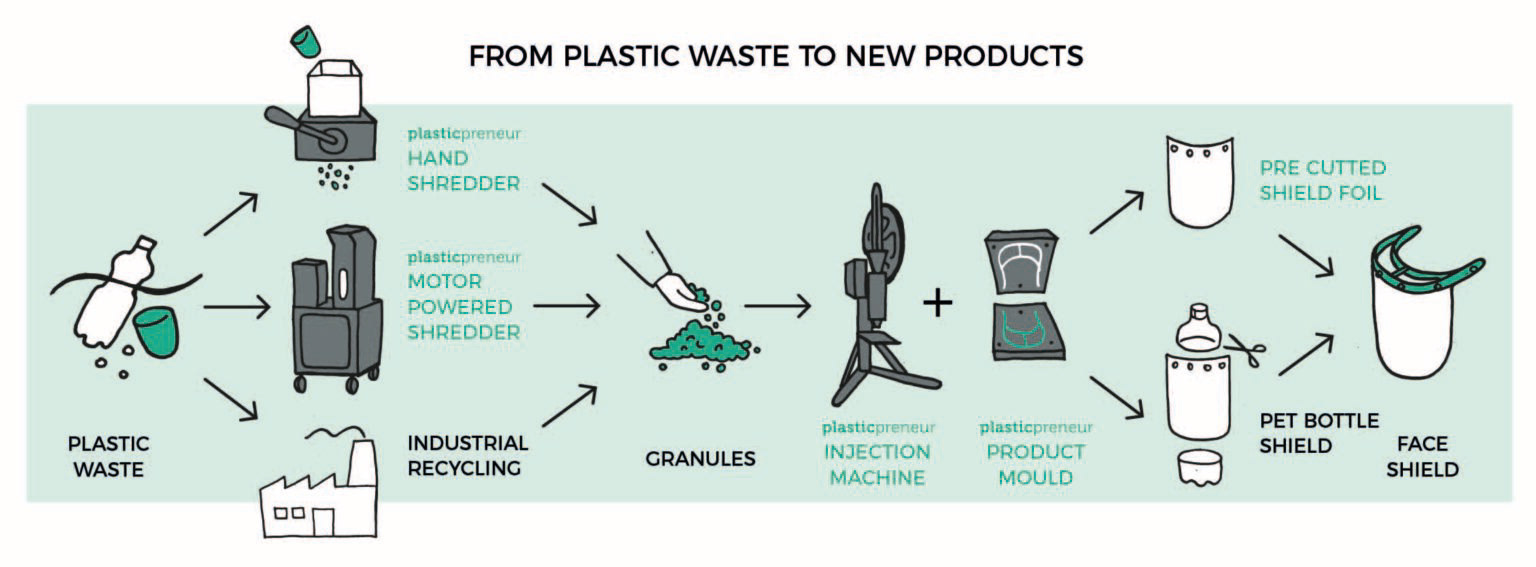 FROM PLASTIC WASTE TO NEW PRODUCTS
plasticpreneur
HAND
SHREDDER
plasticpreneur
MOTOR
POWERED
SHREDDER
PLASTIC
WASTE
INDUSTRIAL
RECYCLING
GRANULES
plasticpreneur
INJECTION
MACHINE
+
plasticpreneur
PRODUCT
MOULD
PRE CUTTED
SHIELD FOIL
PET BOTTLE
SHIELD
FACE
SHIELD